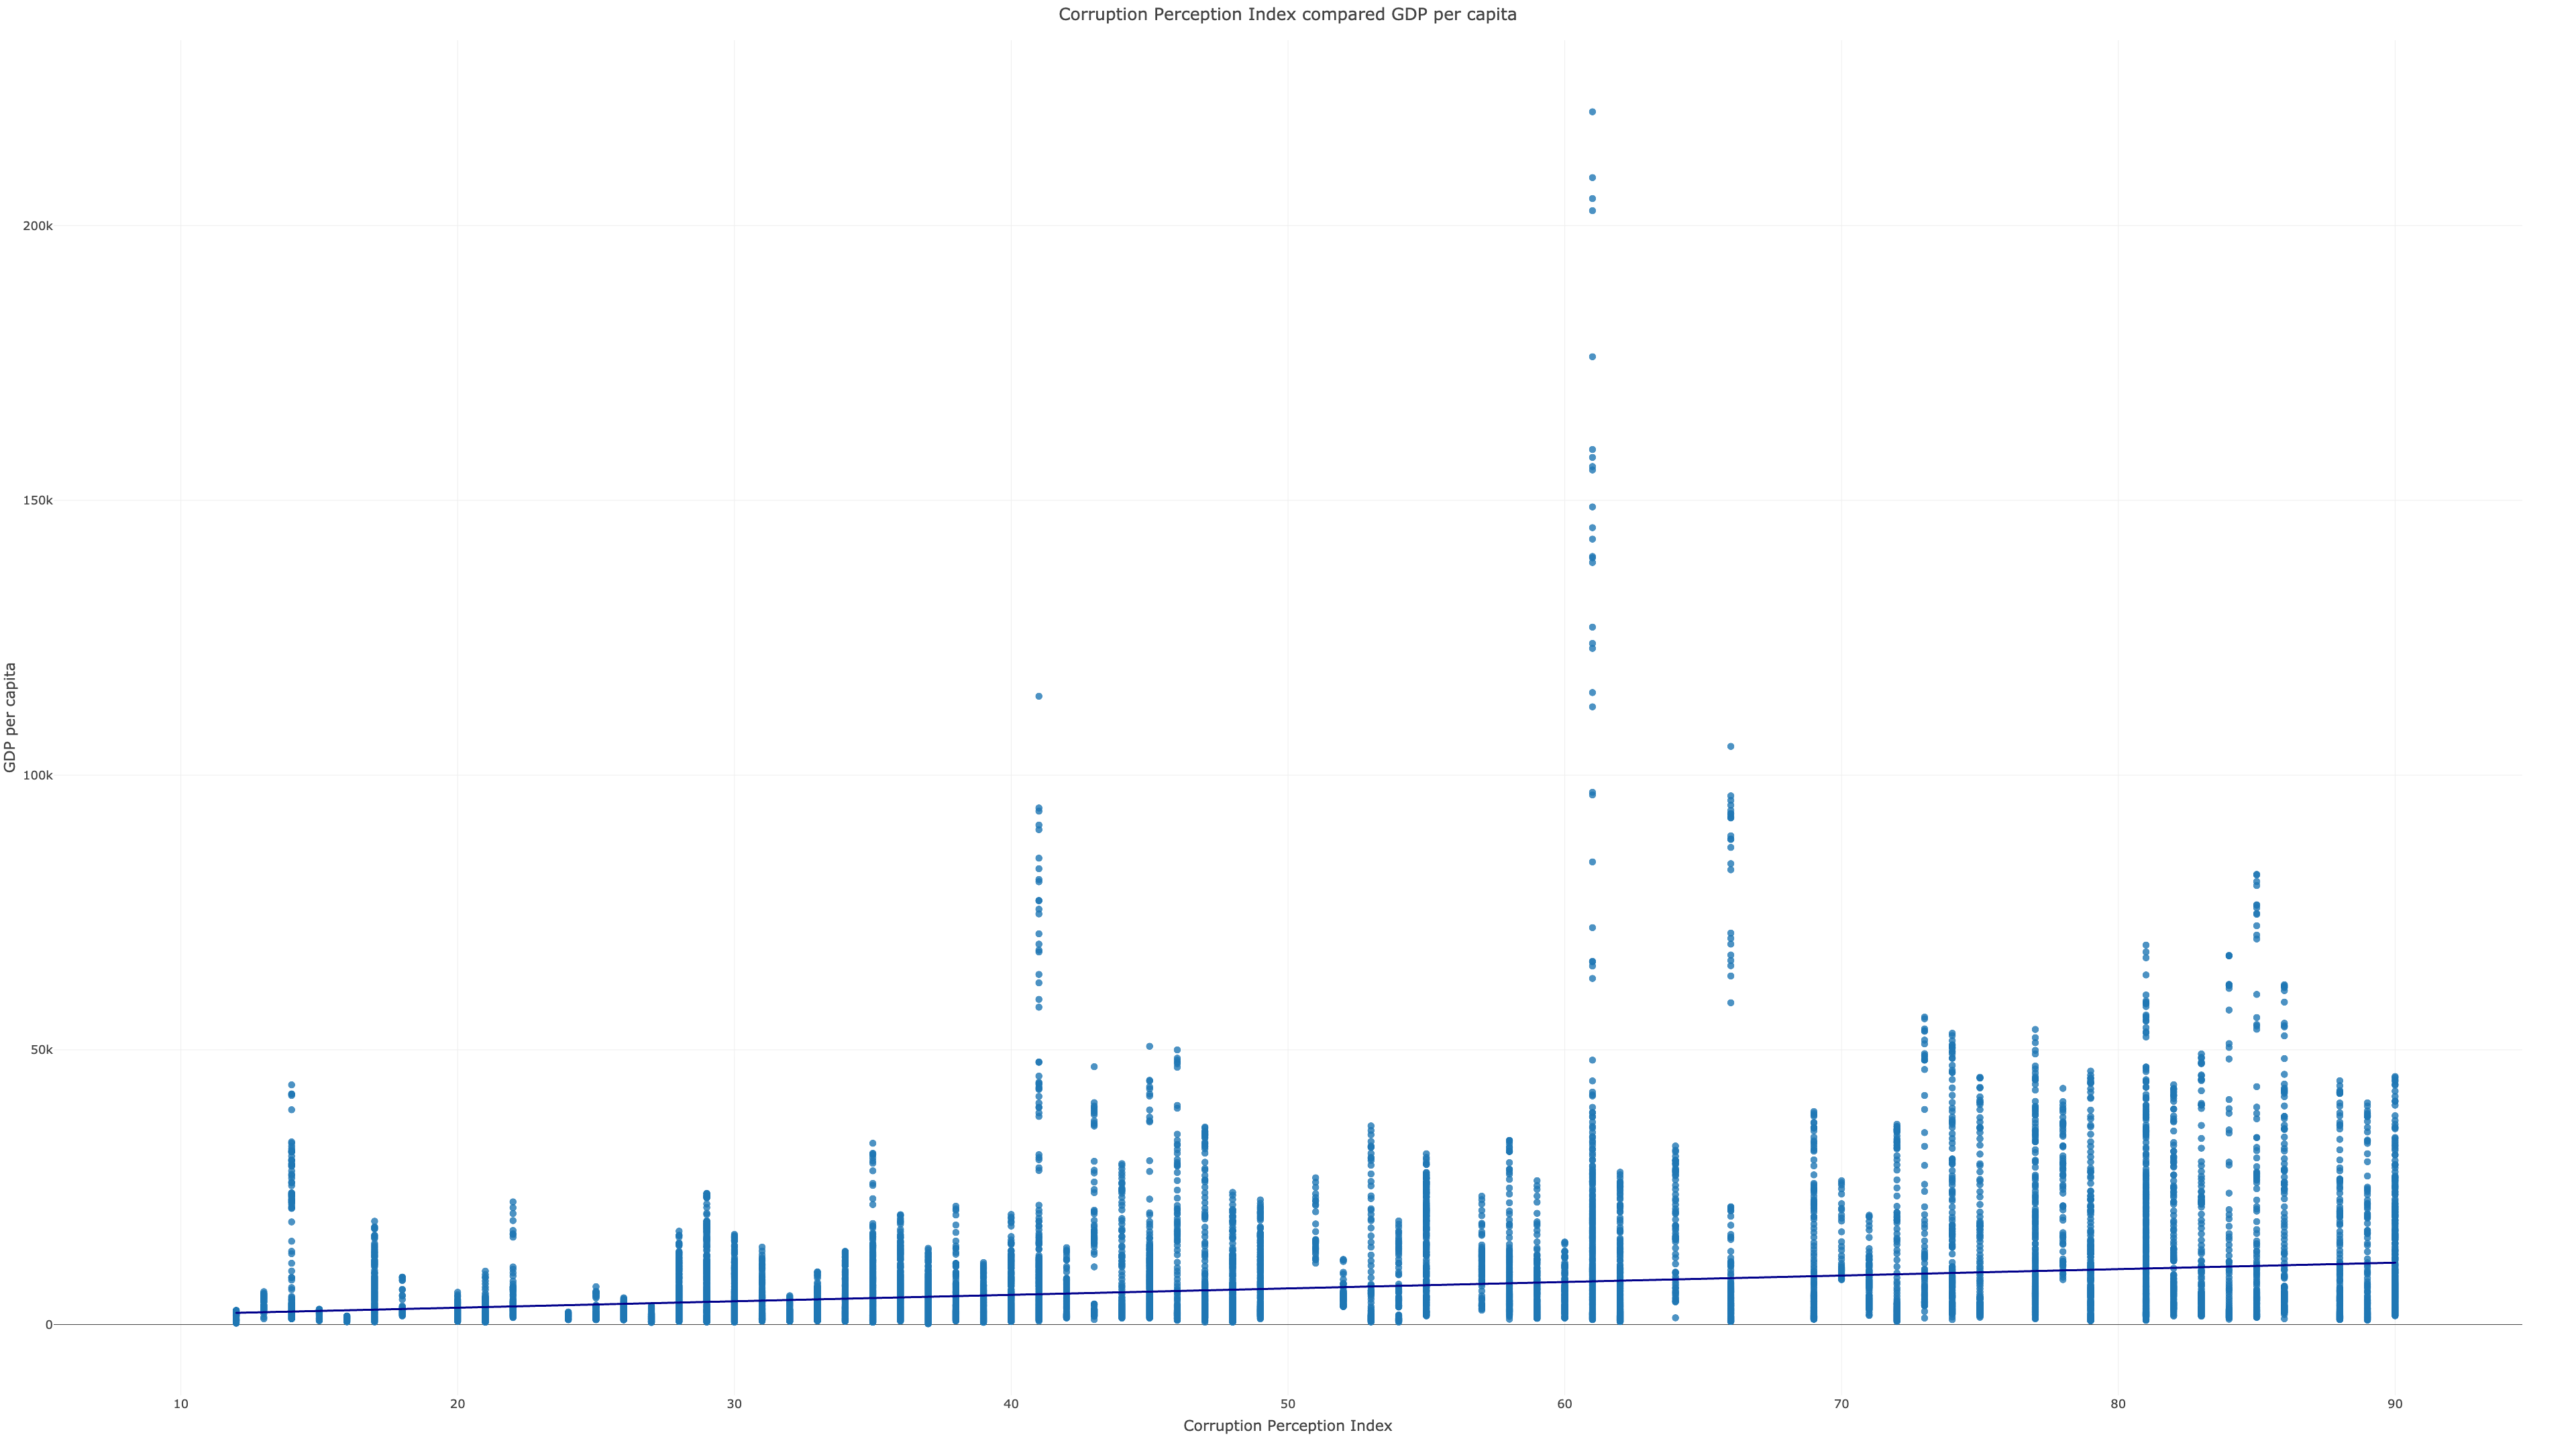 Corruption Perception Index compared GDP per capita
200k
150k
100k
50k
0
GDP per capita
10 20 30 40 50 60 70 80 90
Corruption Perception Index